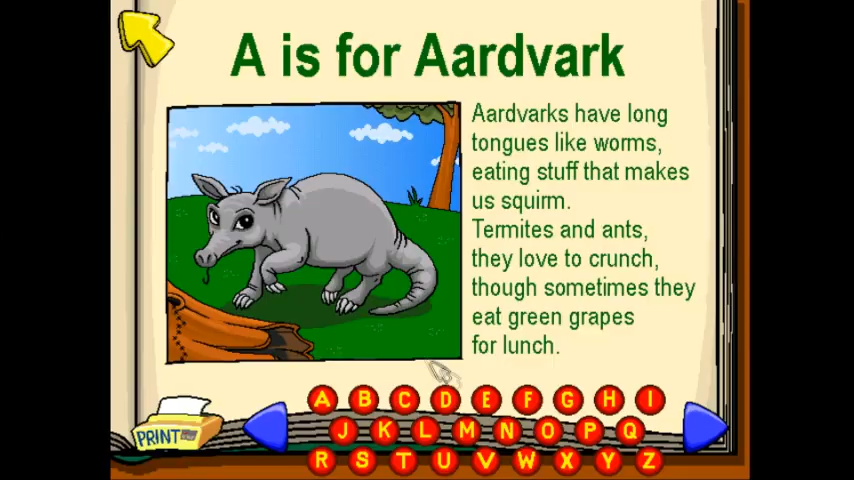 A is for Aardvark
Aardvarks have long
tongues like worms,
eating stuff that makes
us squirm.
Termites and ants,
they love to crunch,
though sometimes they
eat green grapes
for lunch.
PRINT
A B C D E F G H I
J K L M N O P Q
R S T U V W X Y Z